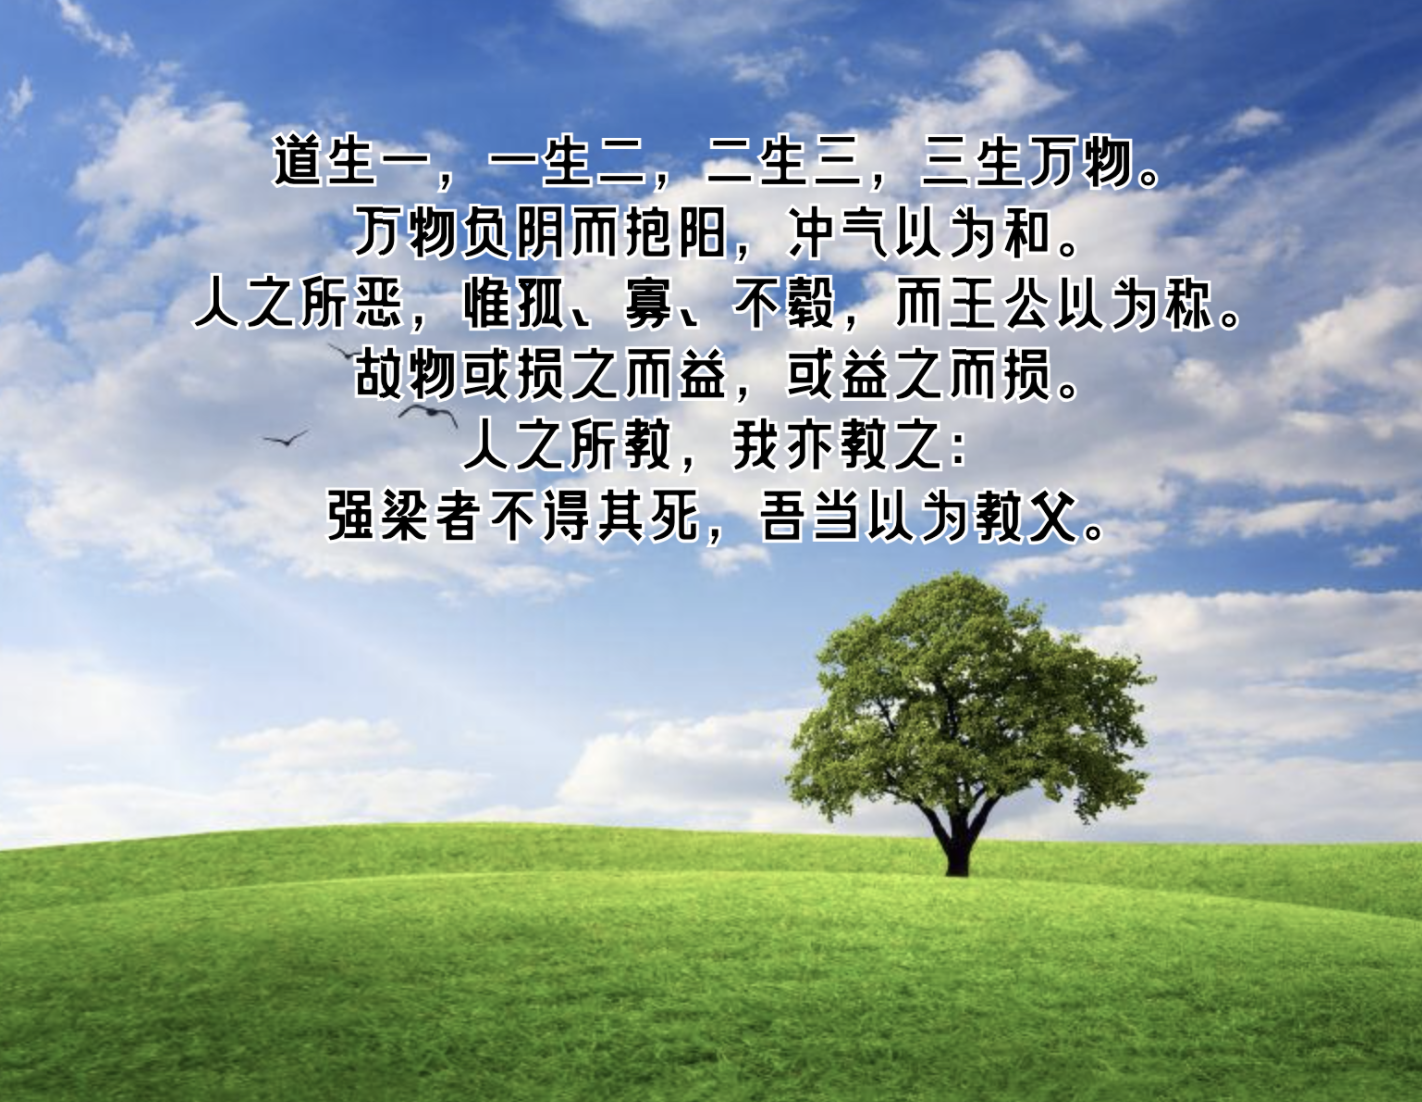 道生一，一生二，二生三，三生万物。
万物负阴而抱阳，冲气以为和。
人之所恶，惟孤、寡、不毂，而王公以为称。
故物或损之而益，或益之而损。
人之所教，我亦教之：
强梁者不得其死，吾当以为教父。